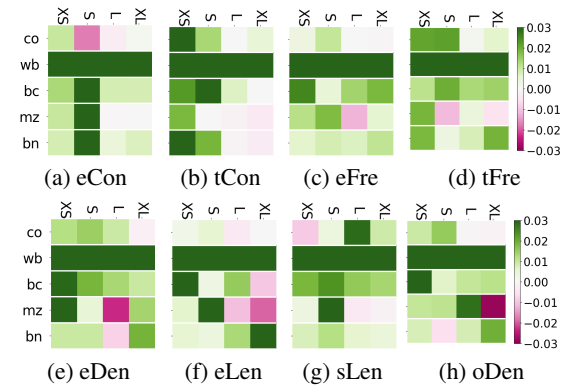 XS S L XL XS S L XL XS S L XL XS S L XL
co
wb
bc
mz
bn
0.03
0.02
0.01
0.00
−0.01
−0.02
−0.03
(a) eCon (b) tCon (c) eFre (d) tFre
XS S L XL XS S L XL XS S L XL XS S L XL
co
wb
bc
mz
bn
0.03
0.02
0.01
0.00
−0.01
−0.02
−0.03
(e) eDen (f) eLen (g) sLen (h) oDen